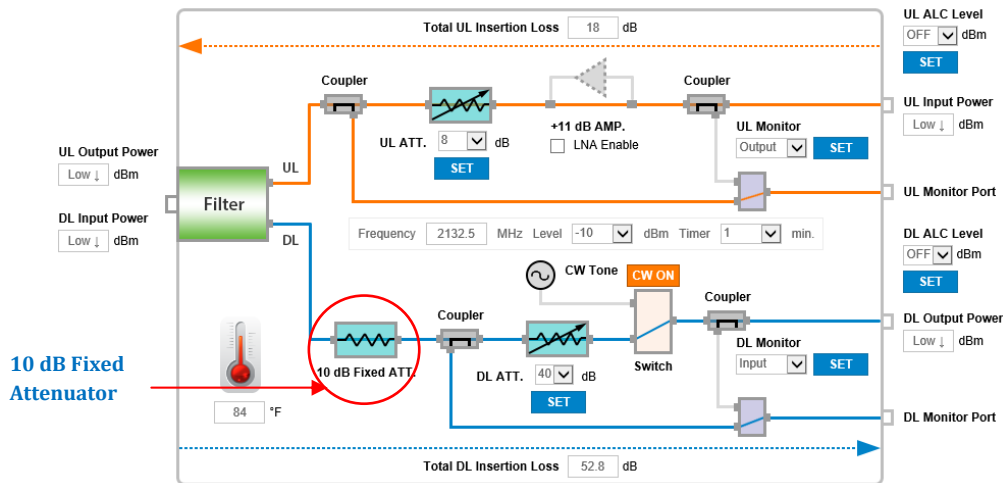 Total UL Insertion Loss 18 dB
UL ALC Level
OFF dBm
SET
Coupler
Coupler
UL Input Power
Low ↓ dBm
+11 dB AMP.
LNA Enable
UL ATT. 8 dB
SET
UL Monitor
Output SET
UL Output Power
Low ↓ dBm
UL
Filter
DL Input Power
Low ↓ dBm
DL
UL Monitor Port
Frequency 2132.5 MHz Level -10 dBm Timer 1 min.
DL ALC Level
OFF dBm
SET
CW Tone CW ON
Coupler
Coupler
DL Output Power
Low ↓ dBm
Switch
DL Monitor
Input SET
10 dB Fixed
Attenuator
10 dB Fixed ATT.
DL ATT. 40 dB
SET
84 °F
DL Monitor Port
Total DL Insertion Loss 52.8 dB